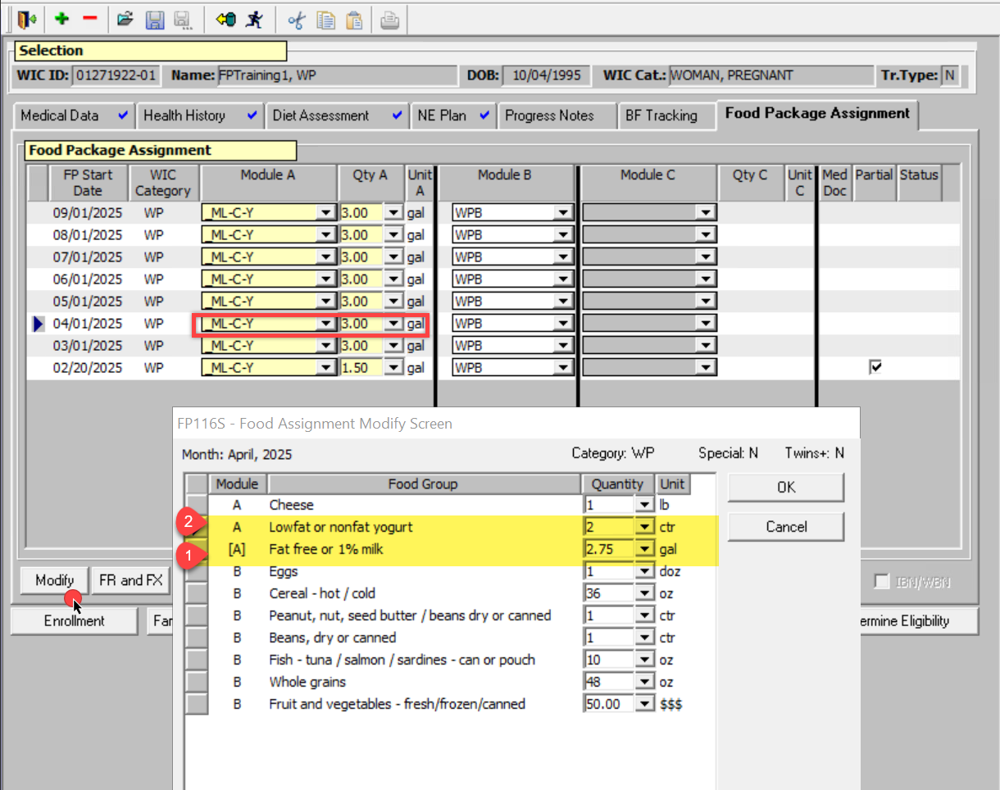 Selection
WIC ID: 01271922-01 Name: FPTraining1, WP DOB: 10/04/1995 WIC Cat.: WOMAN, PREGNANT Tr.Type: N
Medical Data Health History Diet Assessment NE Plan Progress Notes BF Tracking Food Package Assignment
Food Package Assignment
FP Start Date WIC Category Module A Qty A Unit A Module B Module C Qty C Unit C Med Doc Partial Status
09/01/2025 WP _ML-C-Y 3.00 gal WPB
08/01/2025 WP _ML-C-Y 3.00 gal WPB
07/01/2025 WP _ML-C-Y 3.00 gal WPB
06/01/2025 WP _ML-C-Y 3.00 gal WPB
05/01/2025 WP _ML-C-Y 3.00 gal WPB
04/01/2025 WP _ML-C-Y 3.00 gal WPB
03/01/2025 WP _ML-C-Y 3.00 gal WPB
02/20/2025 WP _ML-C-Y 1.50 gal WPB
FP116S - Food Assignment Modify Screen
Month: April, 2025 Category: WP Special: N Twins+: N
Module Food Group Quantity Unit OK
A Cheese 1 lb
2 A Lowfat or nonfat yogurt 2 ctr Cancel
1 [A] Fat free or 1% milk 2.75 gal
B Eggs 1 doz
Modify FR and FX IBN/WBN
B Cereal - hot / cold 36 oz
B Peanut, nut, seed butter / beans dry or canned 1 ctr
Enrollment Far ermine Eligibility
B Beans, dry or canned 1 ctr
B Fish - tuna / salmon / sardines - can or pouch 10 oz
B Whole grains 48 oz
B Fruit and vegetables - fresh/frozen/canned 50.00 $$$